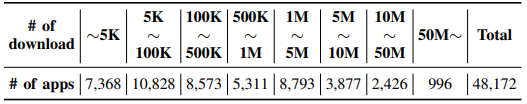 # of download | ~5K | 5K ~ 100K | 100K ~ 500K | 500K ~ 1M | 1M ~ 5M | 5M ~ 10M | 10M ~ 50M | 50M~ | Total
# of apps | 7,368 | 10,828 | 8,573 | 5,311 | 8,793 | 3,877 | 2,426 | 996 | 48,172